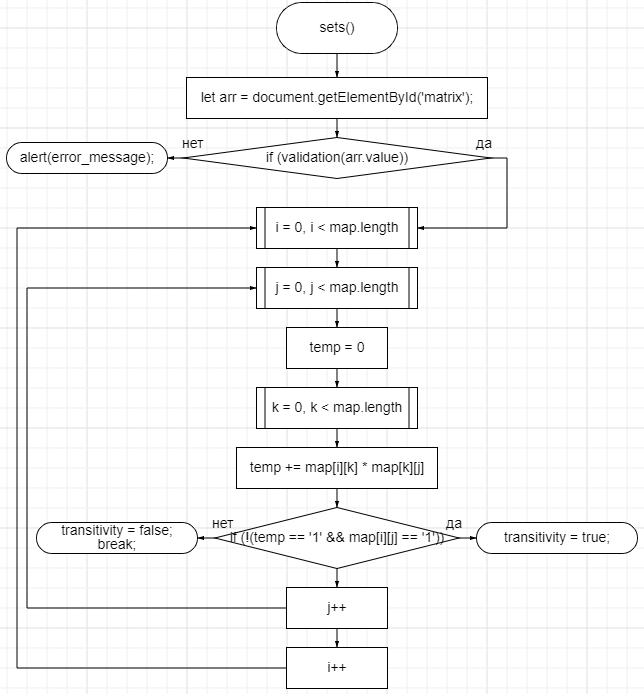 sets()
let arr = document.getElementById('matrix');
нет
да
alert(error_message);
if (validation(arr.value))
i = 0, i < map.length
j = 0, j < map.length
temp = 0
k = 0, k < map.length
temp += map[i][k] * map[k][j]
нет
да
transitivity = false;
break;
if (!(temp == '1' && map[i][j] == '1'))
transitivity = true;
j++
i++